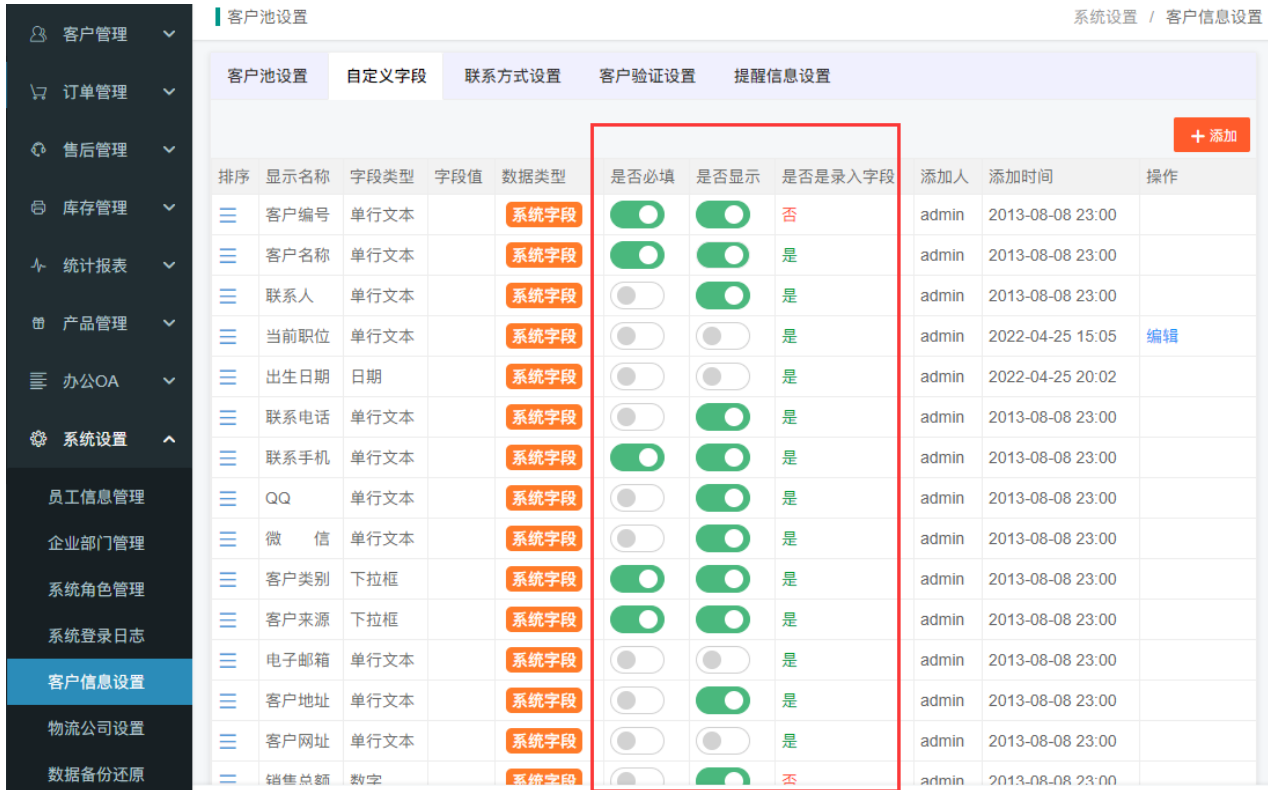 客户管理
订单管理
售后管理
库存管理
统计报表
产品管理
办公OA
系统设置
员工信息管理
企业部门管理
系统角色管理
系统登录日志
客户信息设置
物流公司设置
数据备份还原
客户池设置 系统设置 / 客户信息设置
客户池设置 自定义字段 联系方式设置 客户验证设置 提醒信息设置
+ 添加
排序 显示名称 字段类型 字段值 数据类型 是否必填 是否显示 是否是录入字段 添加人 添加时间 操作
客户编号 单行文本 系统字段 否 admin 2013-08-08 23:00
客户名称 单行文本 系统字段 是 admin 2013-08-08 23:00
联系人 单行文本 系统字段 是 admin 2013-08-08 23:00
当前职位 单行文本 系统字段 是 admin 2022-04-25 15:05 编辑
出生日期 日期 系统字段 是 admin 2022-04-25 20:02
联系电话 单行文本 系统字段 是 admin 2013-08-08 23:00
联系手机 单行文本 系统字段 是 admin 2013-08-08 23:00
QQ 单行文本 系统字段 是 admin 2013-08-08 23:00
微 信 单行文本 系统字段 是 admin 2013-08-08 23:00
客户类别 下拉框 系统字段 是 admin 2013-08-08 23:00
客户来源 下拉框 系统字段 是 admin 2013-08-08 23:00
电子邮箱 单行文本 系统字段 是 admin 2013-08-08 23:00
客户地址 单行文本 系统字段 是 admin 2013-08-08 23:00
客户网址 单行文本 系统字段 是 admin 2013-08-08 23:00
销售总额 数字 系统字段 否 admin 2013-08-08 23:00